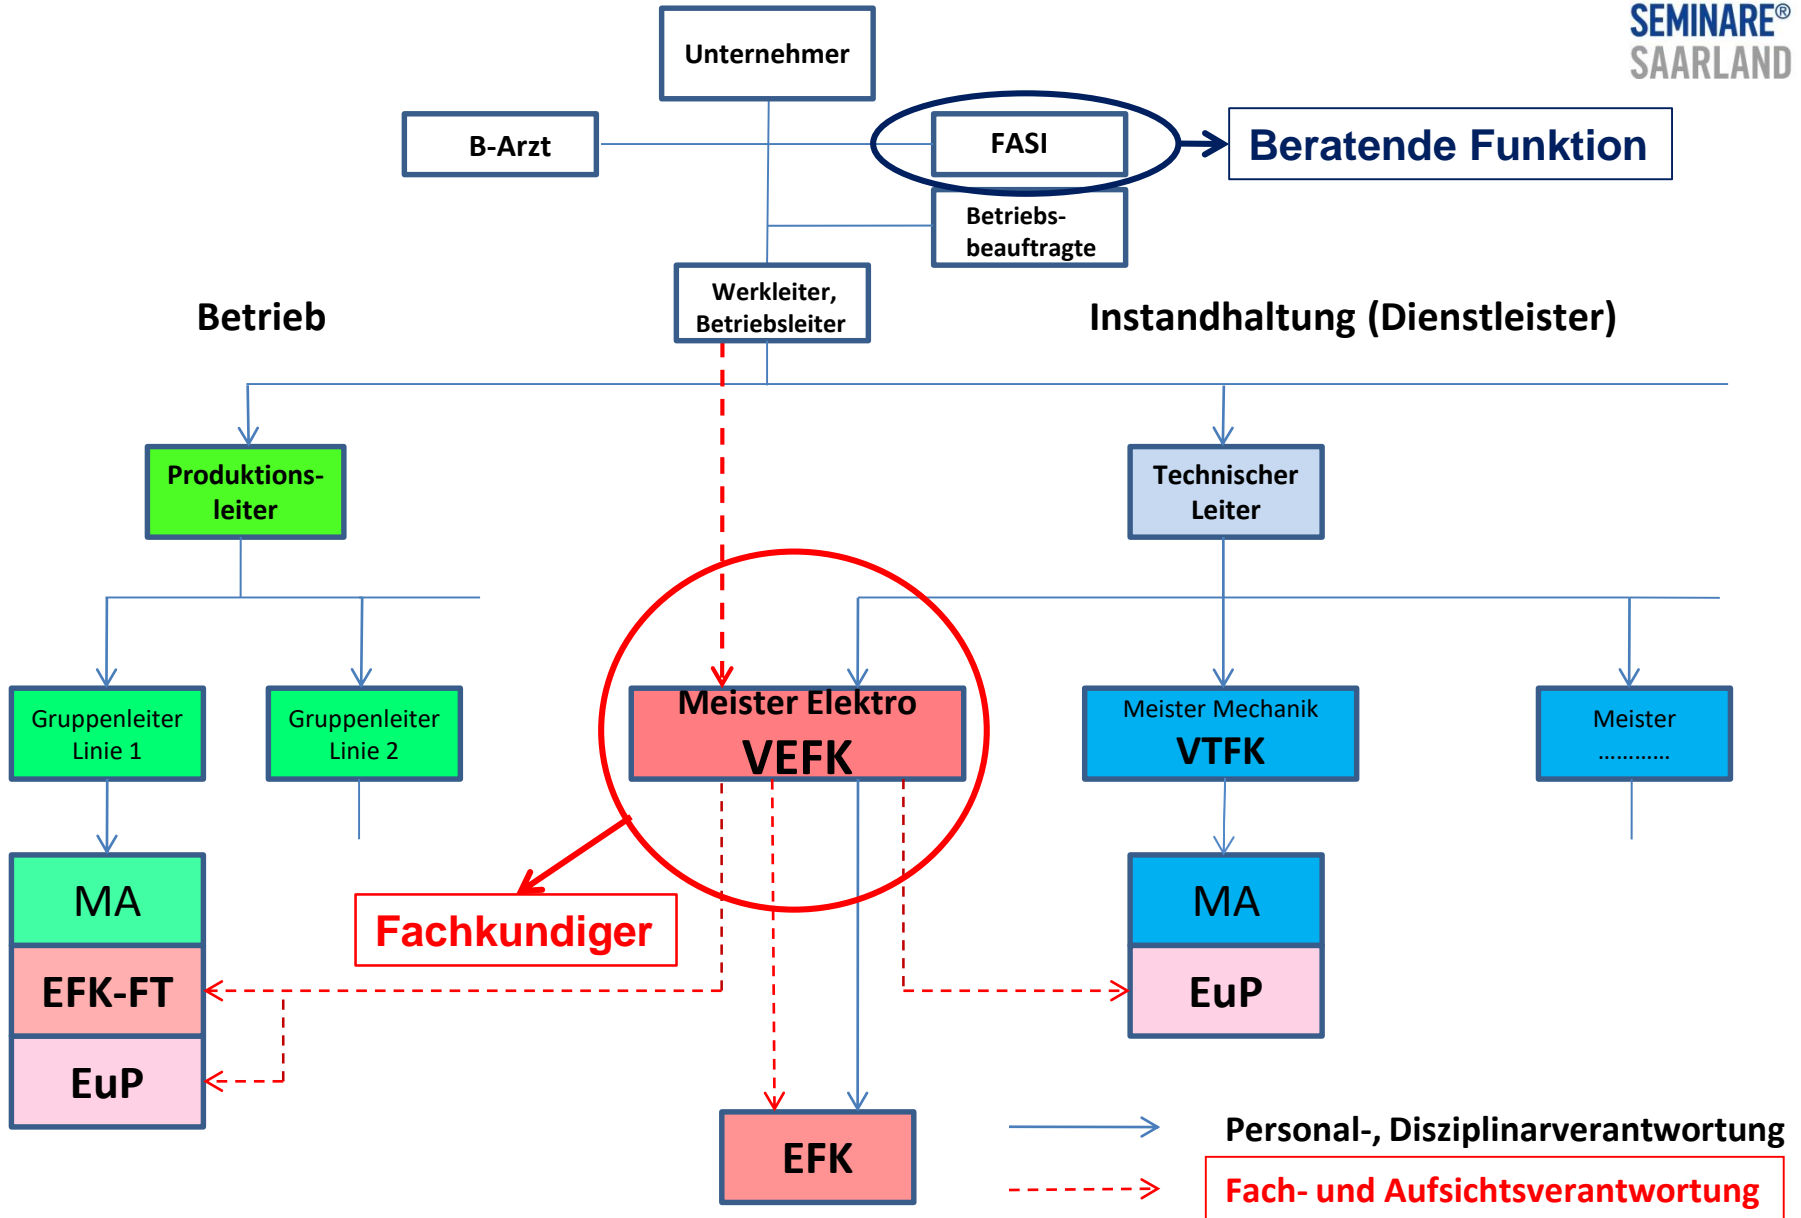 SEMINARE®
SAARLAND
Unternehmer
B-Arzt
FASI
Beratende Funktion
Betriebs-
beauftragte
Werkleiter,
Betriebsleiter
Betrieb
Instandhaltung (Dienstleister)
Produktions-
leiter
Technischer
Leiter
Gruppenleiter
Linie 1
Gruppenleiter
Linie 2
Meister Elektro
VEFK
Meister Mechanik
VTFK
Meister
............
Fachkundiger
MA
EFK-FT
EuP
MA
EuP
EFK
Personal-, Disziplinarverantwortung
Fach- und Aufsichtsverantwortung